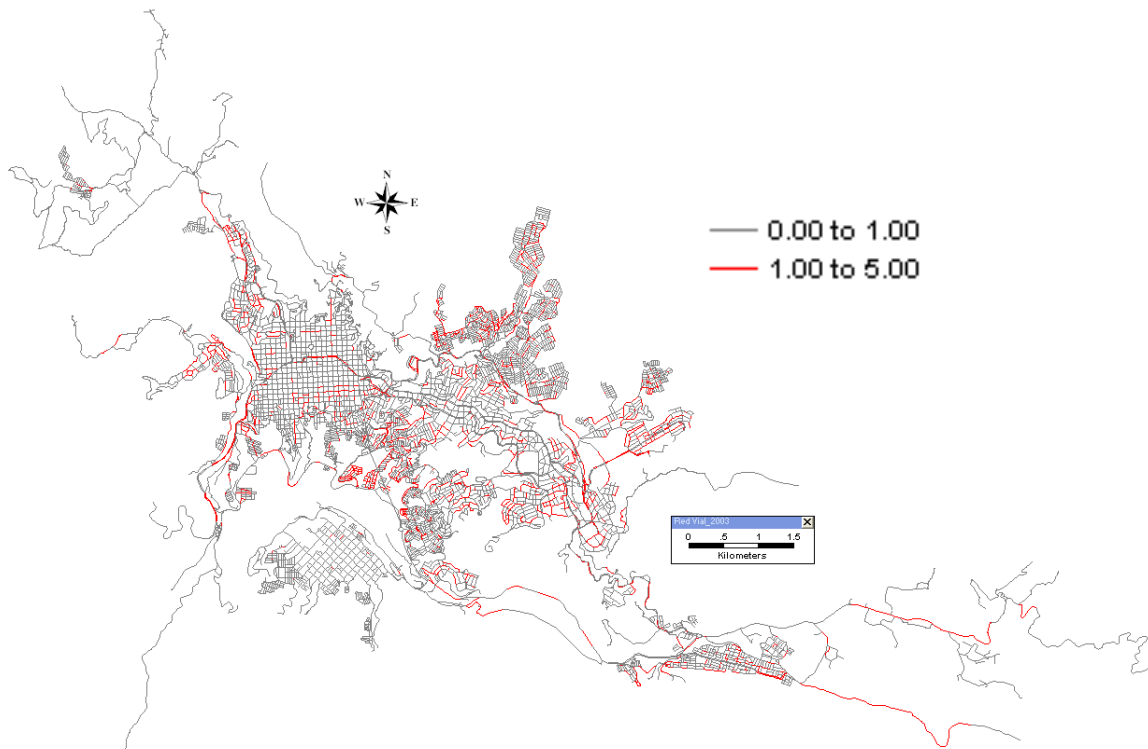 N
W E
S
0.00 to 1.00
1.00 to 5.00
Red Vial_2003
0 .5 1 1.5
Kilometers